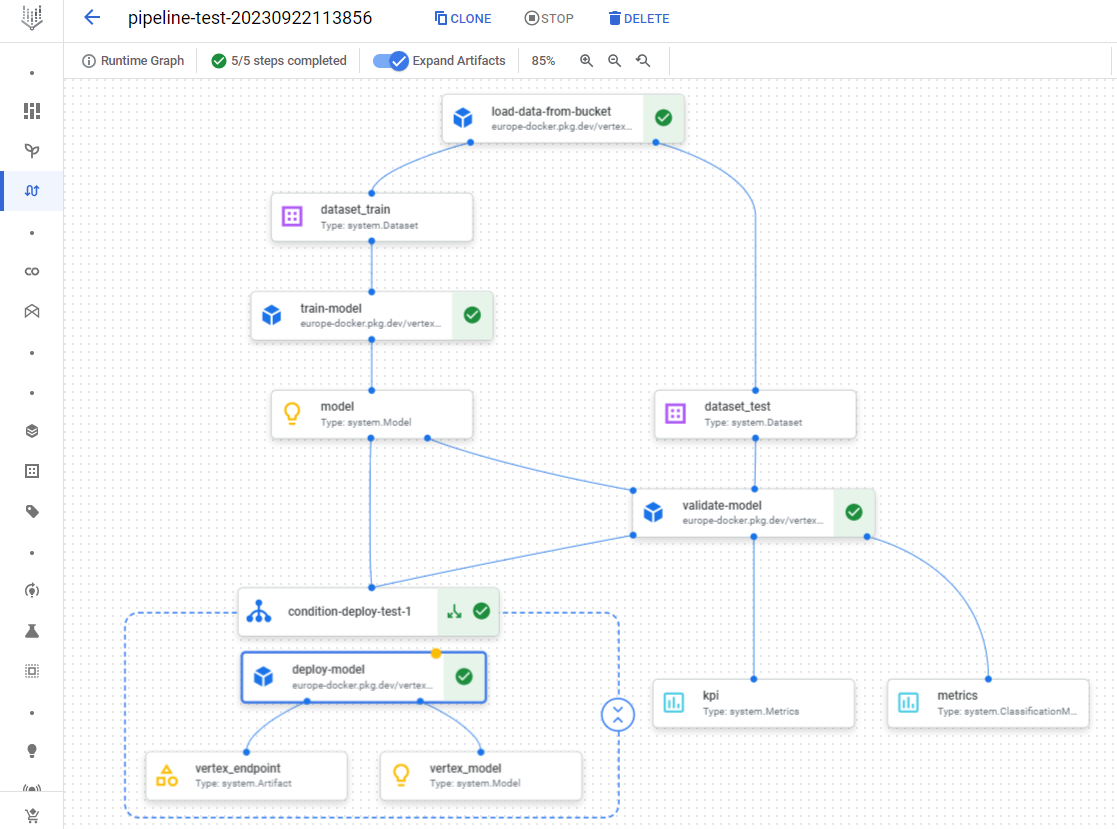 pipeline-test-20230922113856
CLONE
STOP
DELETE
Runtime Graph
5/5 steps completed
Expand Artifacts
85%
load-data-from-bucket
europe-docker.pkg.dev/vertex...
dataset_train
Type: system.Dataset
train-model
europe-docker.pkg.dev/vertex...
model
Type: system.Model
dataset_test
Type: system.Dataset
validate-model
europe-docker.pkg.dev/vertex...
condition-deploy-test-1
deploy-model
europe-docker.pkg.dev/vertex...
kpi
Type: system.Metrics
metrics
Type: system.ClassificationM...
vertex_endpoint
Type: system.Artifact
vertex_model
Type: system.Model